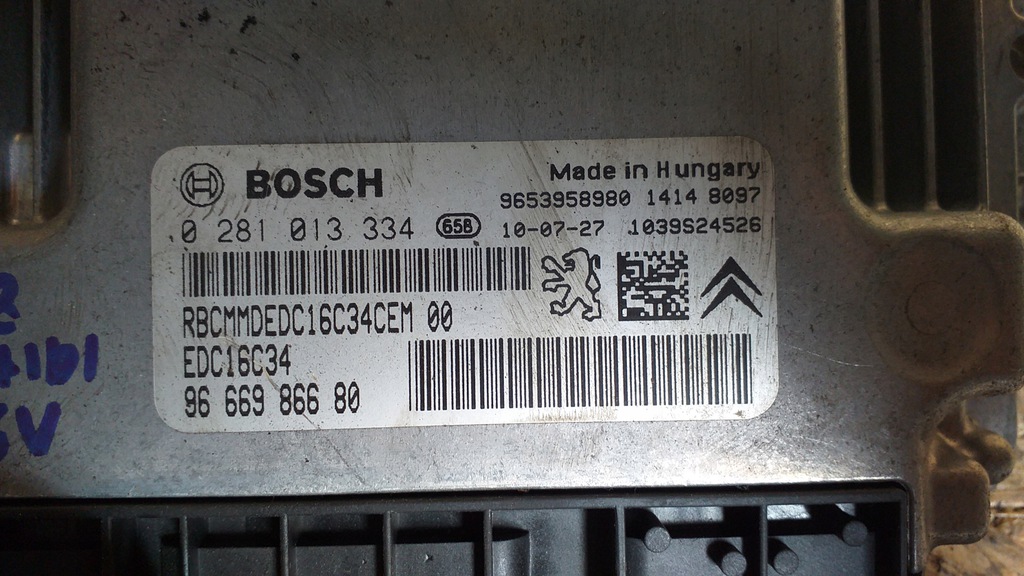 BOSCH
Made in Hungary
9653958980 1414 8097
0 281 013 334 65B 10-07-27 1039S24526
RBCMMDEDC16C34CEM 00
EDC16C34
96 669 866 80